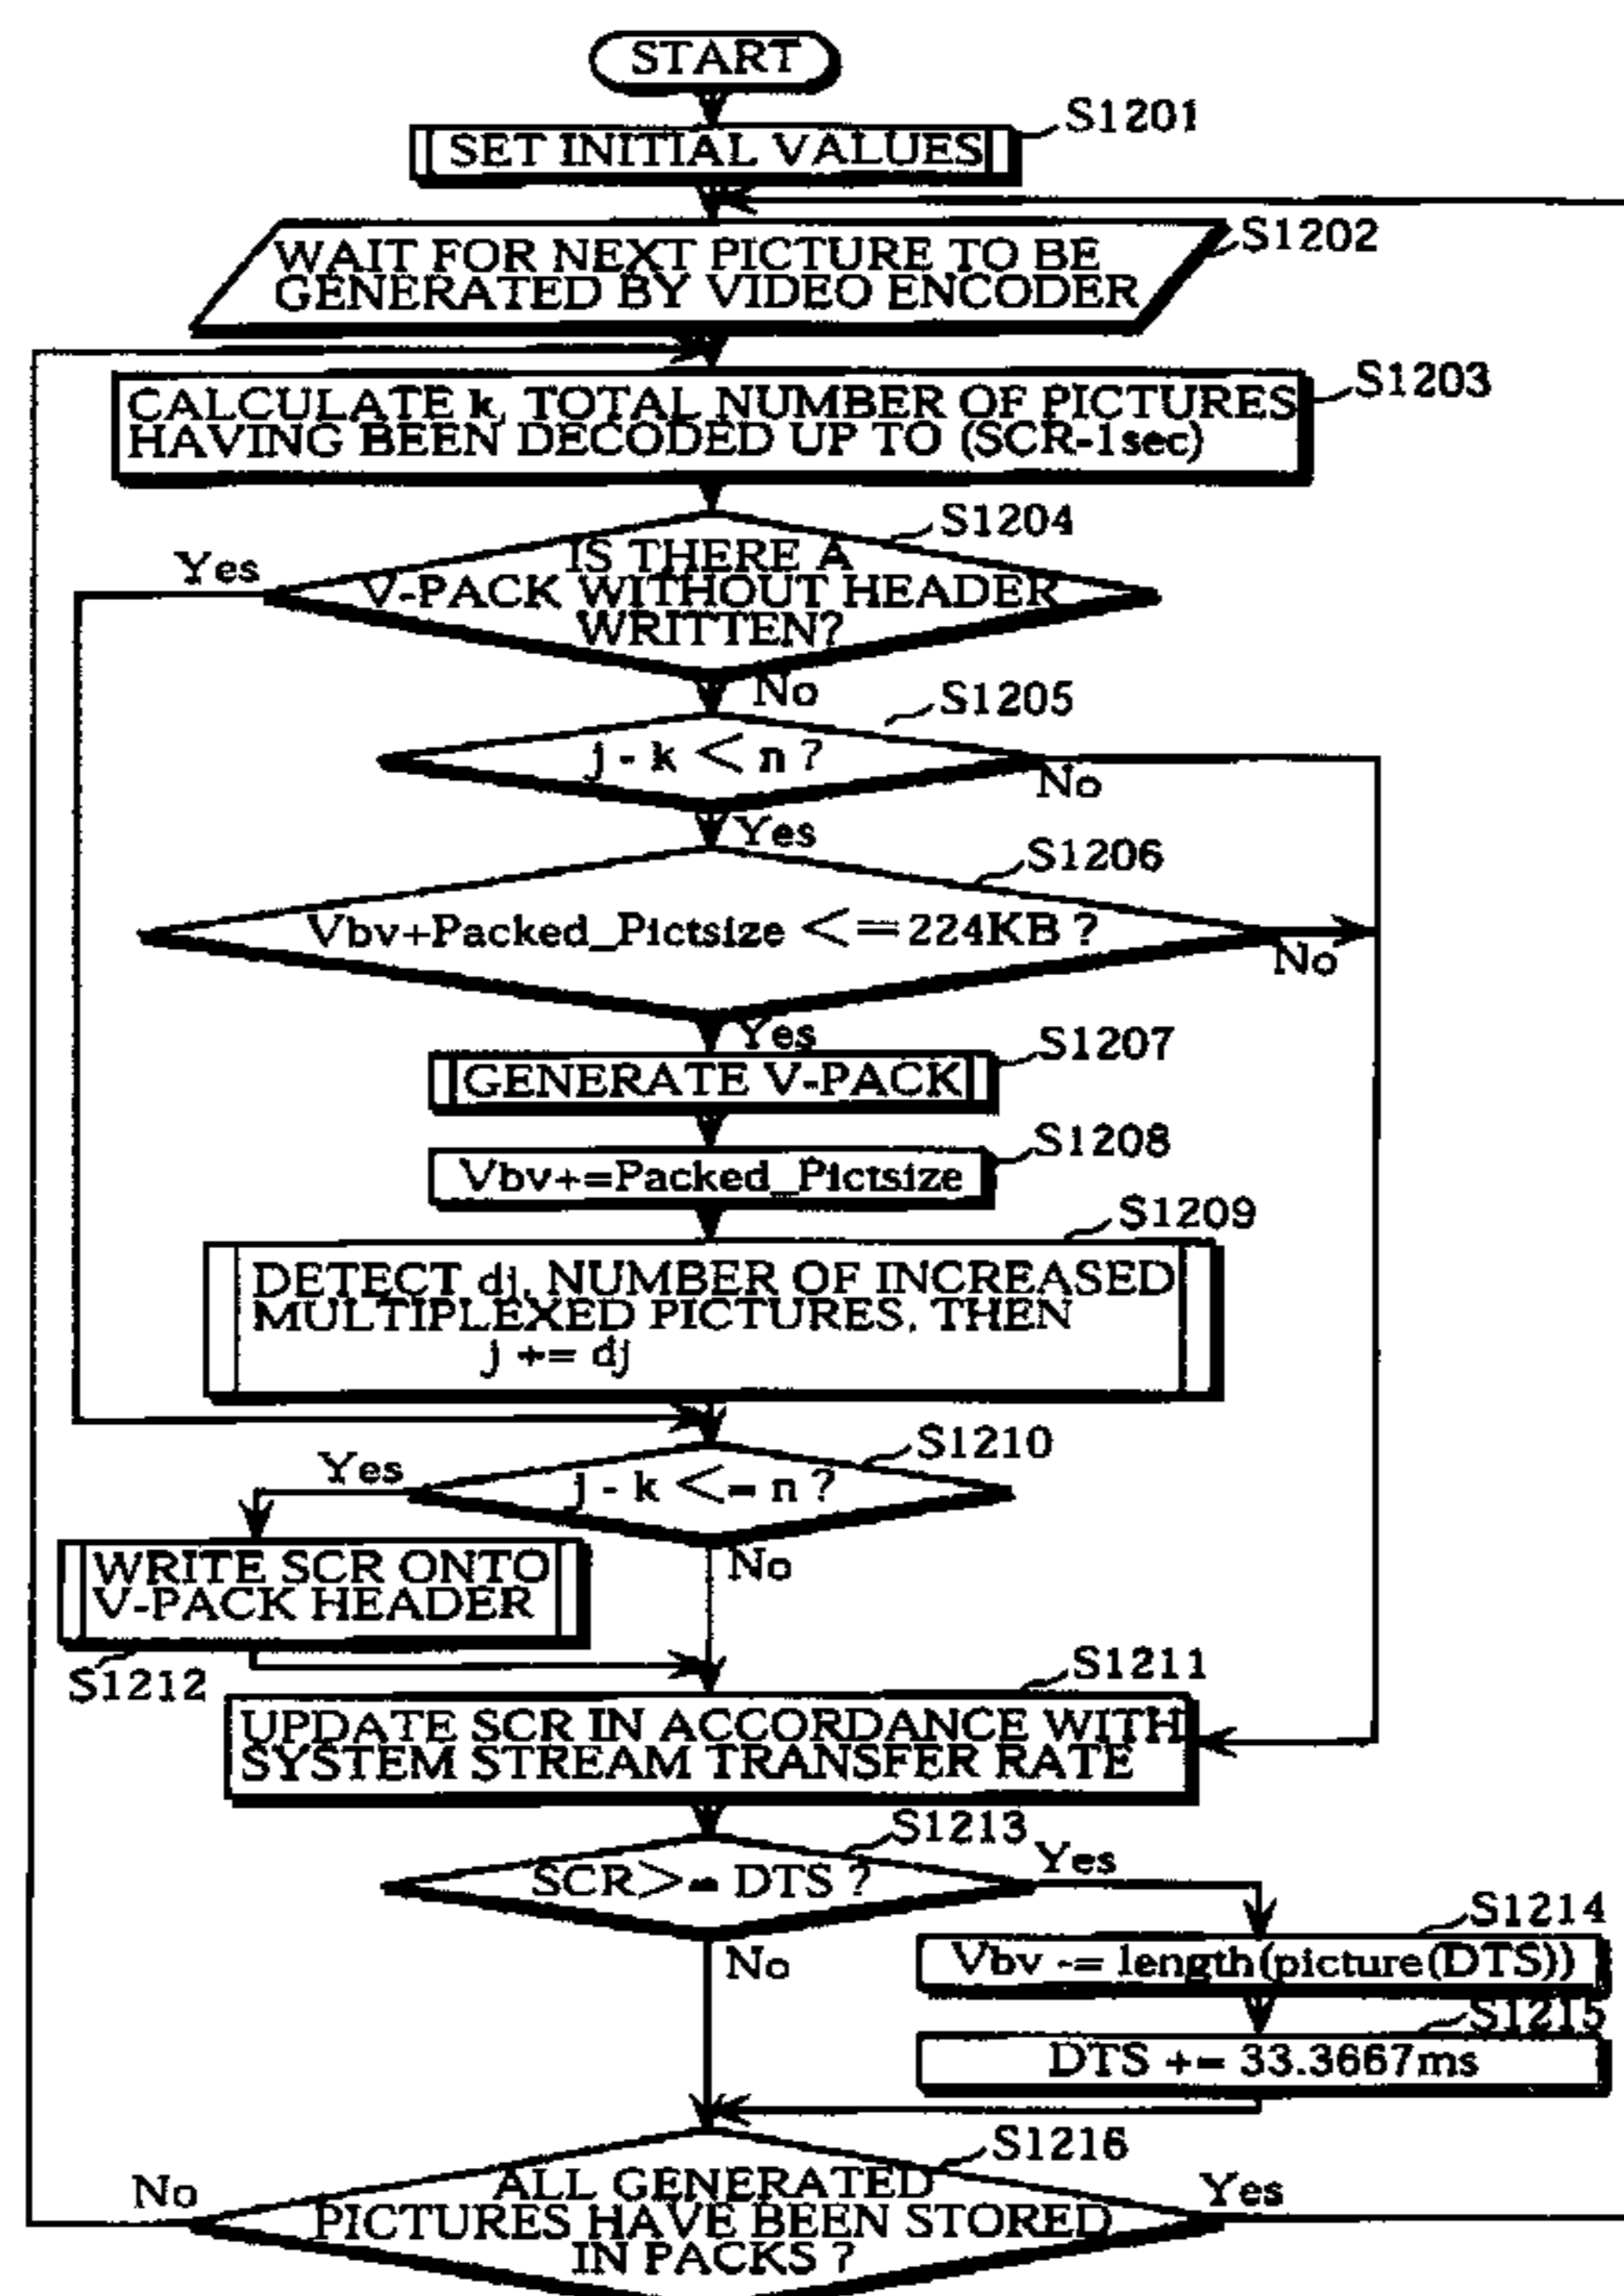 START
SET INITIAL VALUES
S1201
WAIT FOR NEXT PICTURE TO BE
GENERATED BY VIDEO ENCODER
S1202
CALCULATE k, TOTAL NUMBER OF PICTURES
HAVING BEEN DECODED UP TO (SCR-1sec)
S1203
S1204
IS THERE A
V-PACK WITHOUT HEADER
WRITTEN?
Yes
No
S1205
j - k < n ?
No
Yes
S1206
Vbv+Packed_Pictsize <=224KB ?
No
Yes
GENERATE V-PACK
S1207
Vbv+=Packed_Pictsize
S1208
S1209
DETECT dj, NUMBER OF INCREASED
MULTIPLEXED PICTURES, THEN
j += dj
S1210
Yes
j - k <= n ?
No
WRITE SCR ONTO
V-PACK HEADER
S1212
S1211
UPDATE SCR IN ACCORDANCE WITH
SYSTEM STREAM TRANSFER RATE
S1213
SCR>= DTS ?
Yes
No
S1214
Vbv -= length(picture(DTS))
S1215
DTS += 33.3667ms
S1216
ALL GENERATED
PICTURES HAVE BEEN STORED
IN PACKS ?
No
Yes